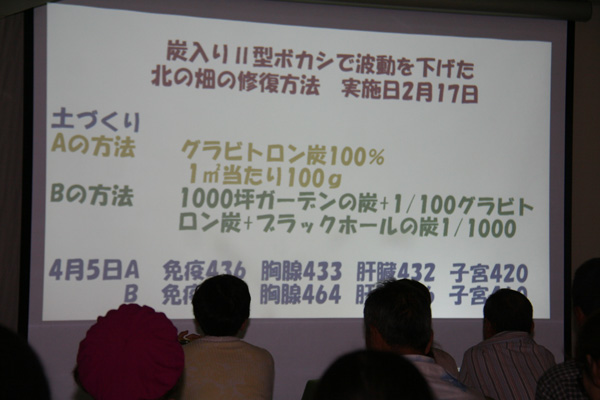 炭入りⅡ型ボカシで波動を下げた
北の畑の修復方法 実施日2月17日
土づくり
Aの方法 グラビトロン炭100%
1㎡当たり100g
Bの方法 1000坪ガーデンの炭+1/100グラビト
ロン炭+ブラックホールの炭1/1000
4月5日A 免疫436 胸腺433 肝臓432 子宮420
B 免疫 胸腺464 子宮